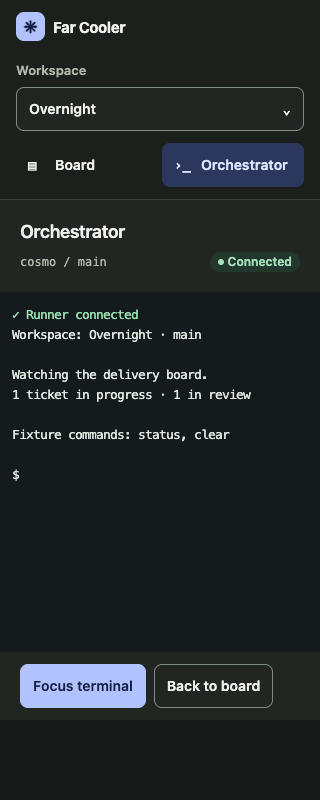 Far Cooler
Workspace
Overnight
Board
›_ Orchestrator
Orchestrator
cosmo / main
Connected
✓ Runner connected
Workspace: Overnight · main
Watching the delivery board.
1 ticket in progress · 1 in review
Fixture commands: status, clear
$
Focus terminal
Back to board